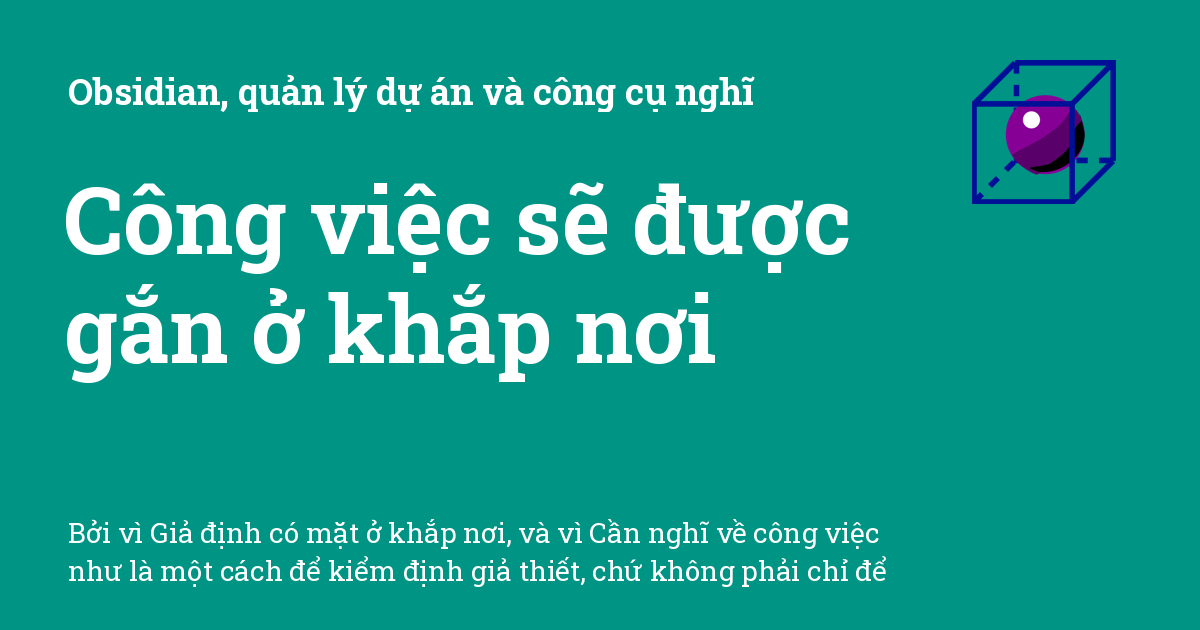 Obsidian, quản lý dự án và công cụ nghĩ
Công việc sẽ được
gắn ở khắp nơi
Bởi vì Giả định có mặt ở khắp nơi, và vì Cần nghĩ về công việc
như là một cách để kiểm định giả thiết, chứ không phải chỉ để